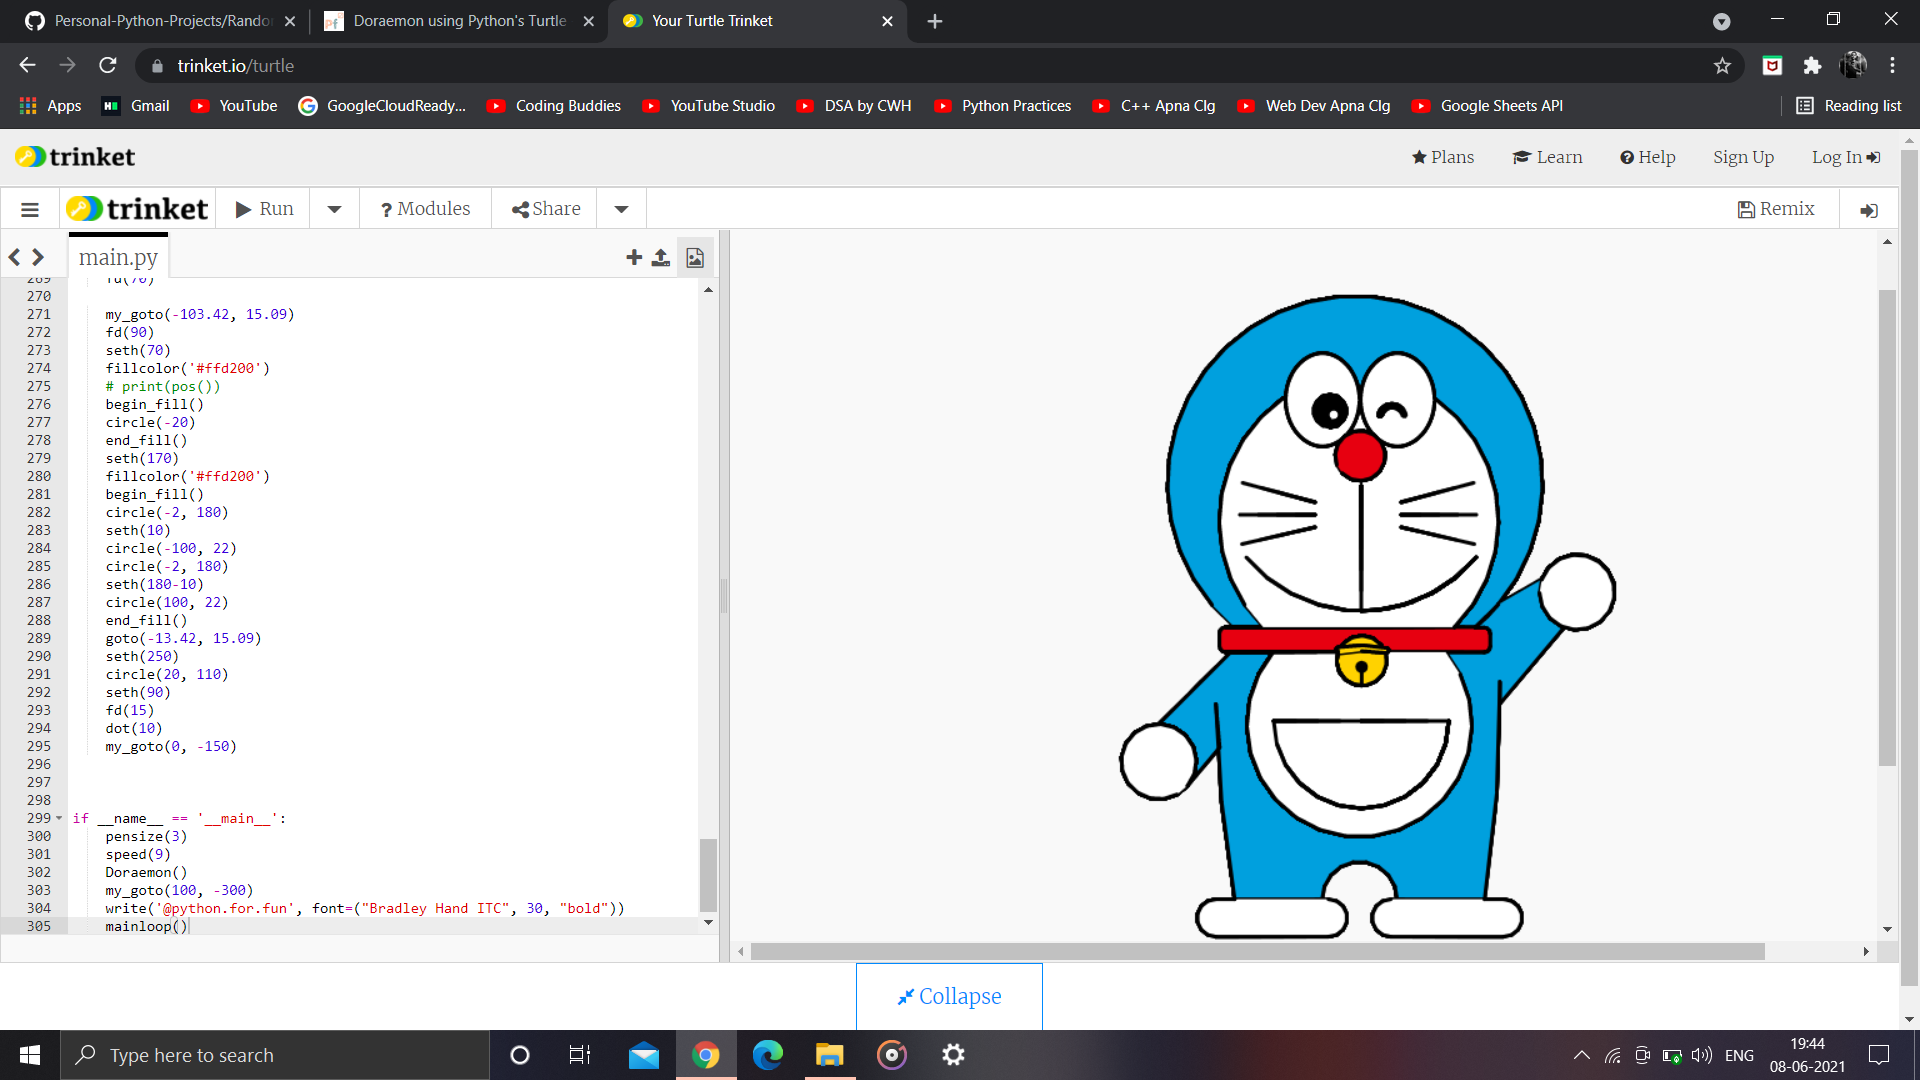 Personal-Python-Projects/Rando
Doraemon using Python's Turtle
Your Turtle Trinket
trinket.io/turtle
Apps
Gmail
YouTube
GoogleCloudReady...
Coding Buddies
YouTube Studio
DSA by CWH
Python Practices
C++ Apna Clg
Web Dev Apna Clg
Google Sheets API
Reading list
trinket
Plans
Learn
Help
Sign Up
Log In
trinket
Run
? Modules
Share
Remix
main.py
269 fd(70)
270
271 my_goto(-103.42, 15.09)
272 fd(90)
273 seth(70)
274 fillcolor('#ffd200')
275 # print(pos())
276 begin_fill()
277 circle(-20)
278 end_fill()
279 seth(170)
280 fillcolor('#ffd200')
281 begin_fill()
282 circle(-2, 180)
283 seth(10)
284 circle(-100, 22)
285 circle(-2, 180)
286 seth(180-10)
287 circle(100, 22)
288 end_fill()
289 goto(-13.42, 15.09)
290 seth(250)
291 circle(20, 110)
292 seth(90)
293 fd(15)
294 dot(10)
295 my_goto(0, -150)
296
297
298
299 if __name__ == '__main__':
300 pensize(3)
301 speed(9)
302 Doraemon()
303 my_goto(100, -300)
304 write('@python.for.fun', font=("Bradley Hand ITC", 30, "bold"))
305 mainloop()
Collapse
Type here to search
ENG
19:44
08-06-2021